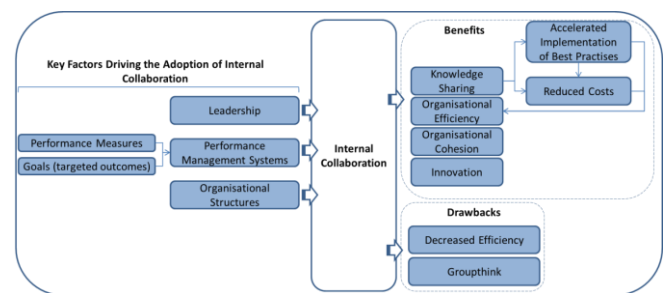 Key Factors Driving the Adoption of Internal
Collaboration
Leadership
Performance Measures
Goals (targeted outcomes)
Performance
Management Systems
Organisational
Structures
Internal
Collaboration
Benefits
Accelerated
Implementation
of Best Practises
Knowledge
Sharing
Reduced Costs
Organisational
Efficiency
Organisational
Cohesion
Innovation
Drawbacks
Decreased Efficiency
Groupthink